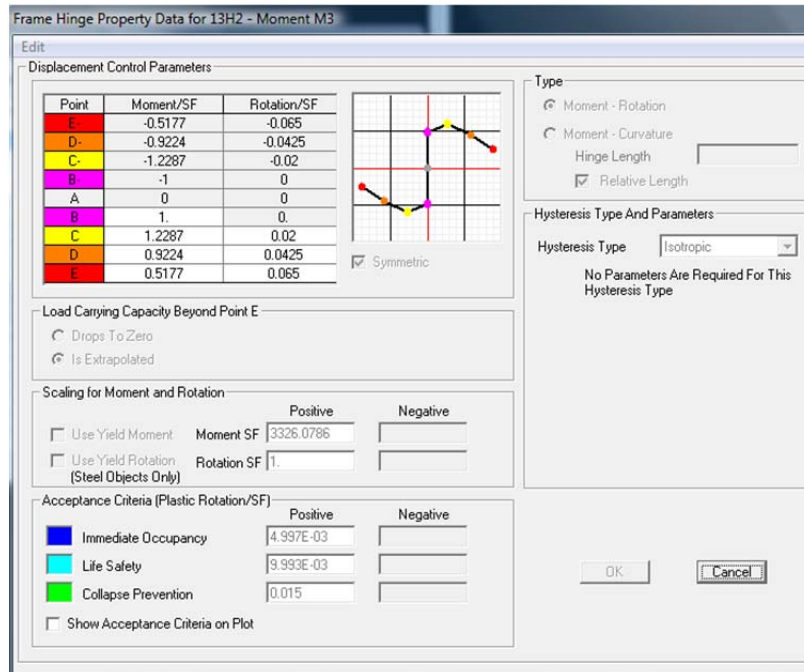 Frame Hinge Property Data for 13H2 - Moment M3
Edit
Displacement Control Parameters
Point Moment/SF Rotation/SF
E- -0.5177 -0.065
D- -0.9224 -0.0425
C- -1.2287 -0.02
B- -1 0
A 0 0
B 1. 0.
C 1.2287 0.02
D 0.9224 0.0425
E 0.5177 0.065
Symmetric
Load Carrying Capacity Beyond Point E
Drops To Zero
Is Extrapolated
Scaling for Moment and Rotation
Positive Negative
Use Yield Moment Moment SF 3326.0786
Use Yield Rotation Rotation SF 1.
(Steel Objects Only)
Acceptance Criteria (Plastic Rotation/SF)
Positive Negative
Immediate Occupancy 4.997E-03
Life Safety 9.993E-03
Collapse Prevention 0.015
Show Acceptance Criteria on Plot
Type
Moment - Rotation
Moment - Curvature
Hinge Length
Relative Length
Hysteresis Type And Parameters
Hysteresis Type Isotropic
No Parameters Are Required For This
Hysteresis Type
OK Cancel